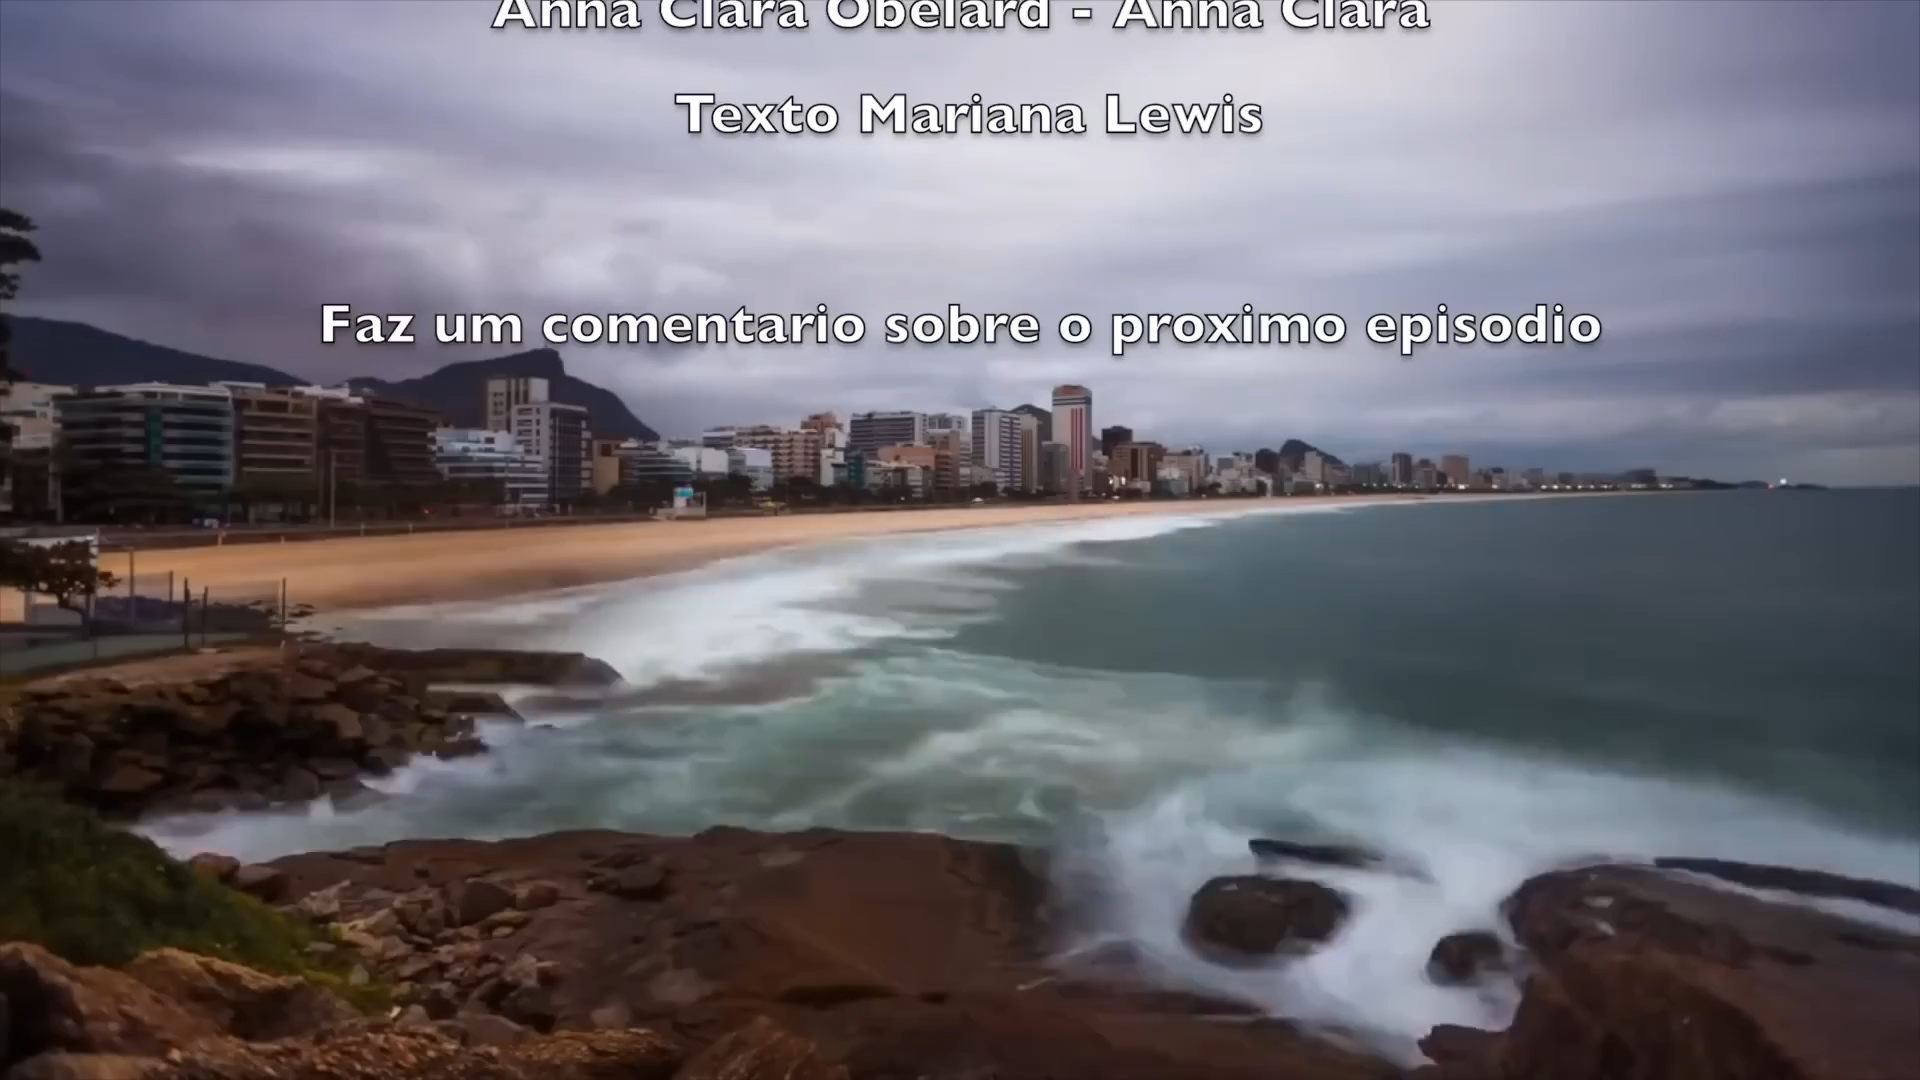 Anna Clara Obelard - Anna Clara
Texto Mariana Lewis
Faz um comentario sobre o proximo episodio